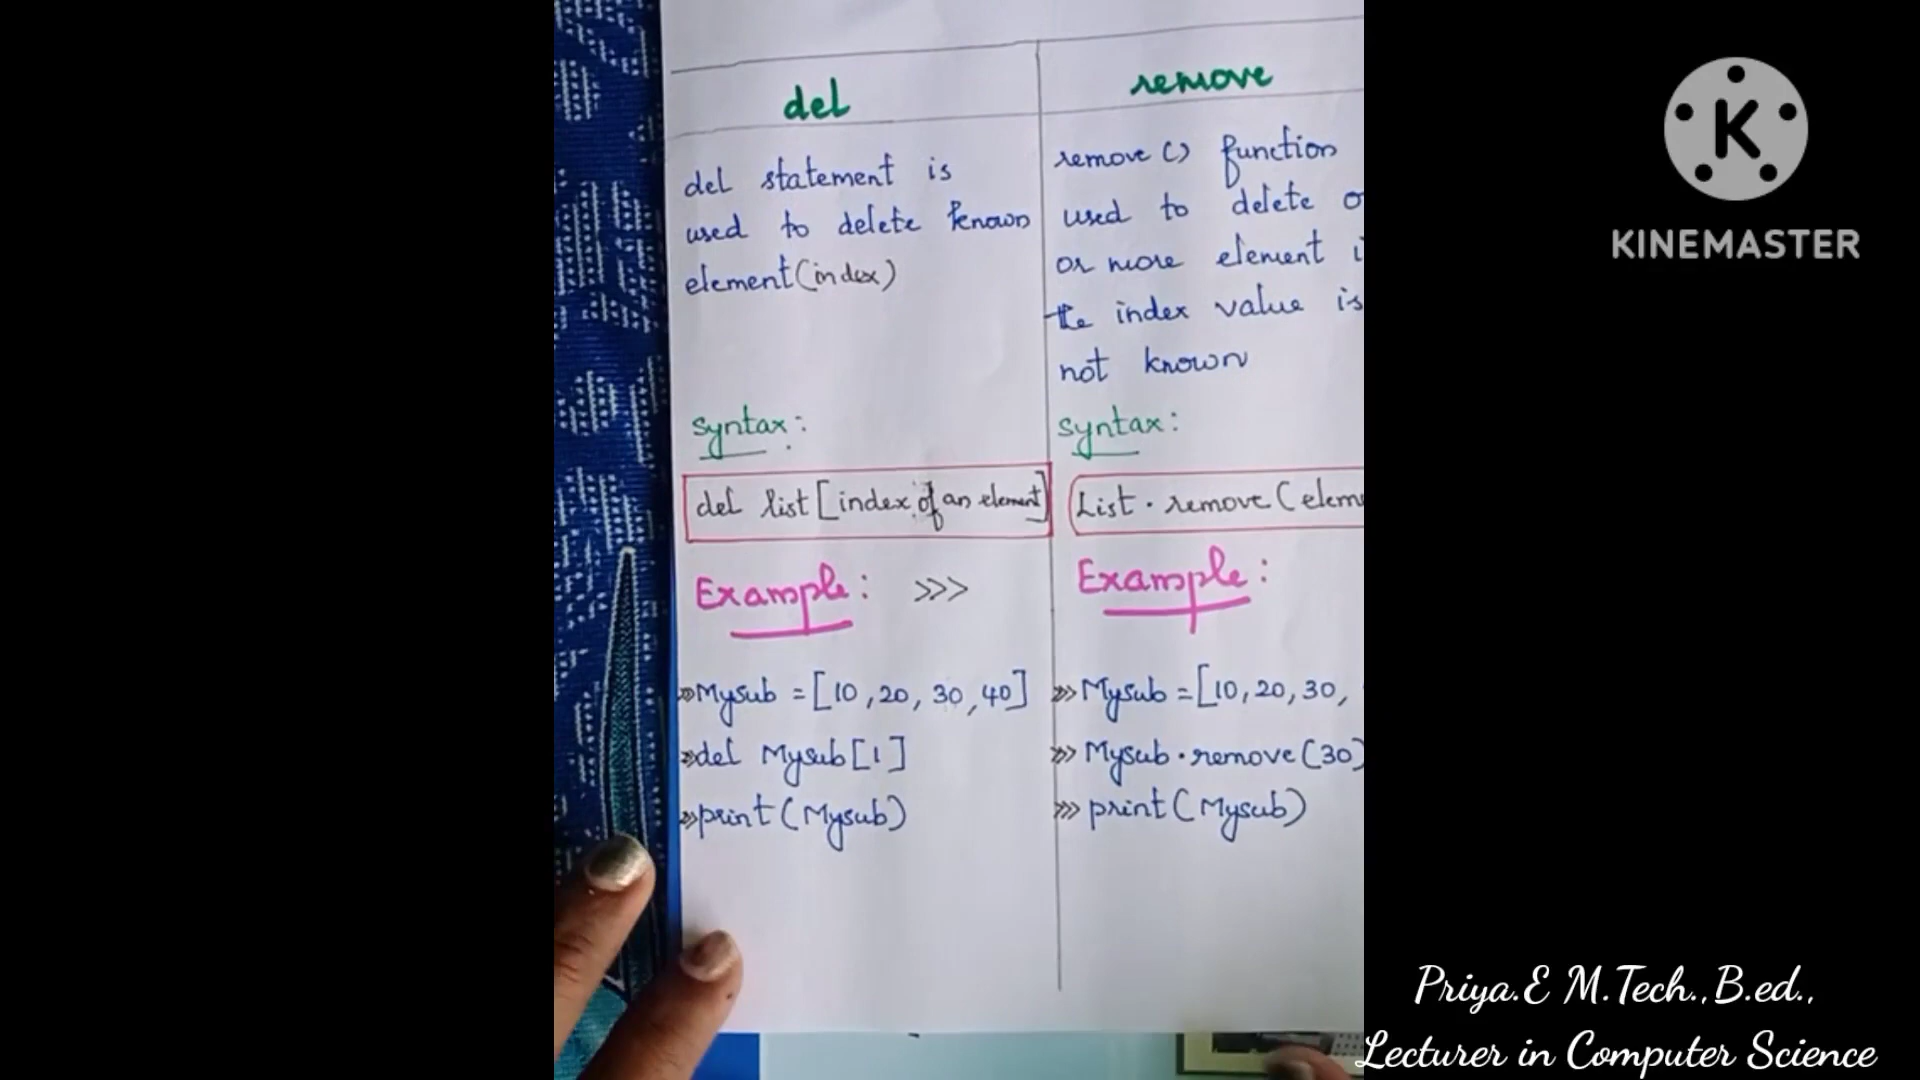 del
del statement is
used to delete known
element(index)
syntax:
del list[index of an element]
Example: >>>
>>Mysub = [10, 20, 30, 40]
>>del Mysub[1]
>>print(Mysub)
remove
remove() function
used to delete
or more element
the index value is
not known
syntax:
List.remove(
Example:
>>> Mysub = [10, 20, 30,
>>> Mysub.remove(30)
>>> print(Mysub)
K
KINEMASTER
Priya.E M.Tech.,B.ed.,
Lecturer in Computer Science